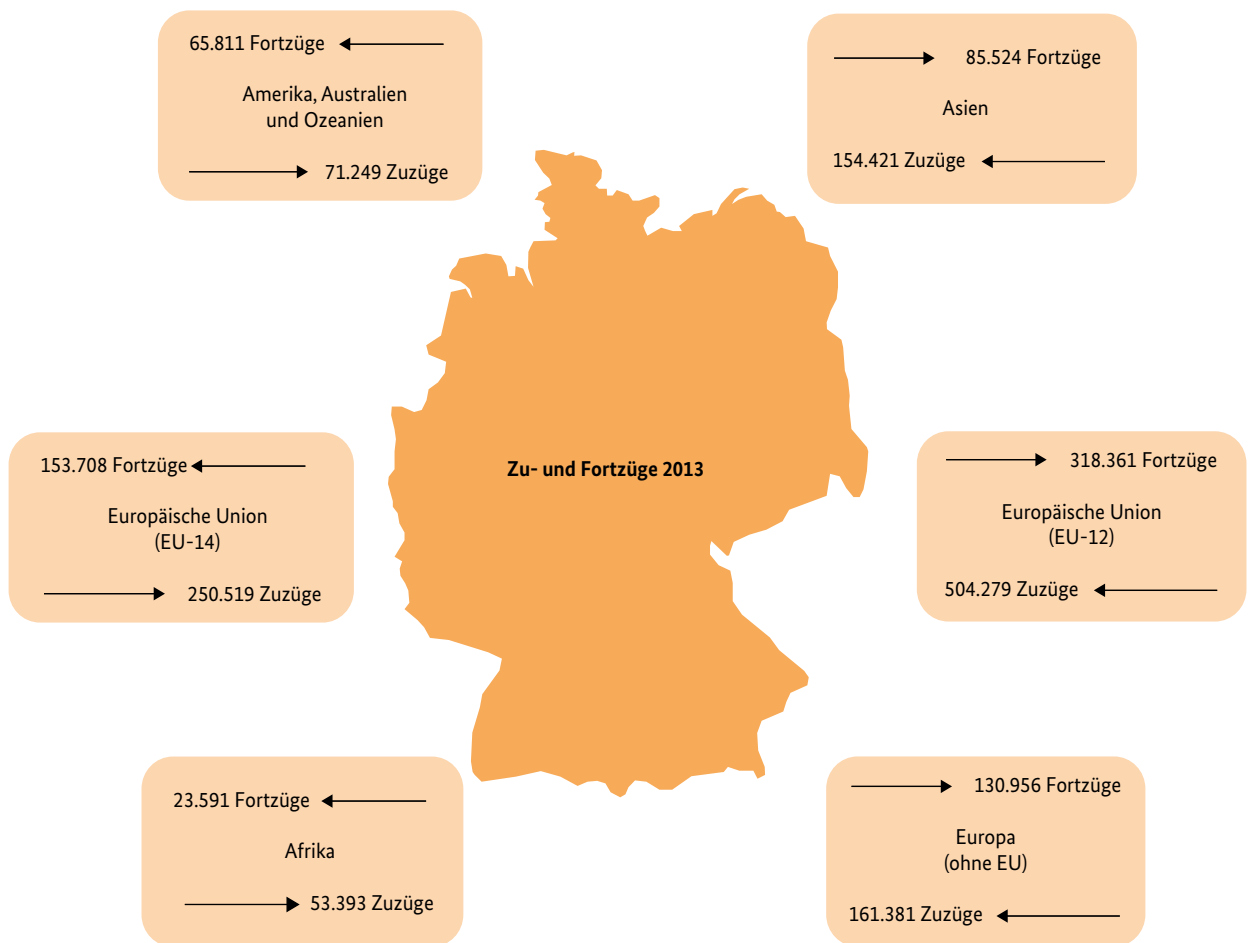 65.811 Fortzüge
Amerika, Australien
und Ozeanien
71.249 Zuzüge
85.524 Fortzüge
Asien
154.421 Zuzüge
153.708 Fortzüge
Europäische Union
(EU-14)
250.519 Zuzüge
Zu- und Fortzüge 2013
318.361 Fortzüge
Europäische Union
(EU-12)
504.279 Zuzüge
23.591 Fortzüge
Afrika
53.393 Zuzüge
130.956 Fortzüge
Europa
(ohne EU)
161.381 Zuzüge